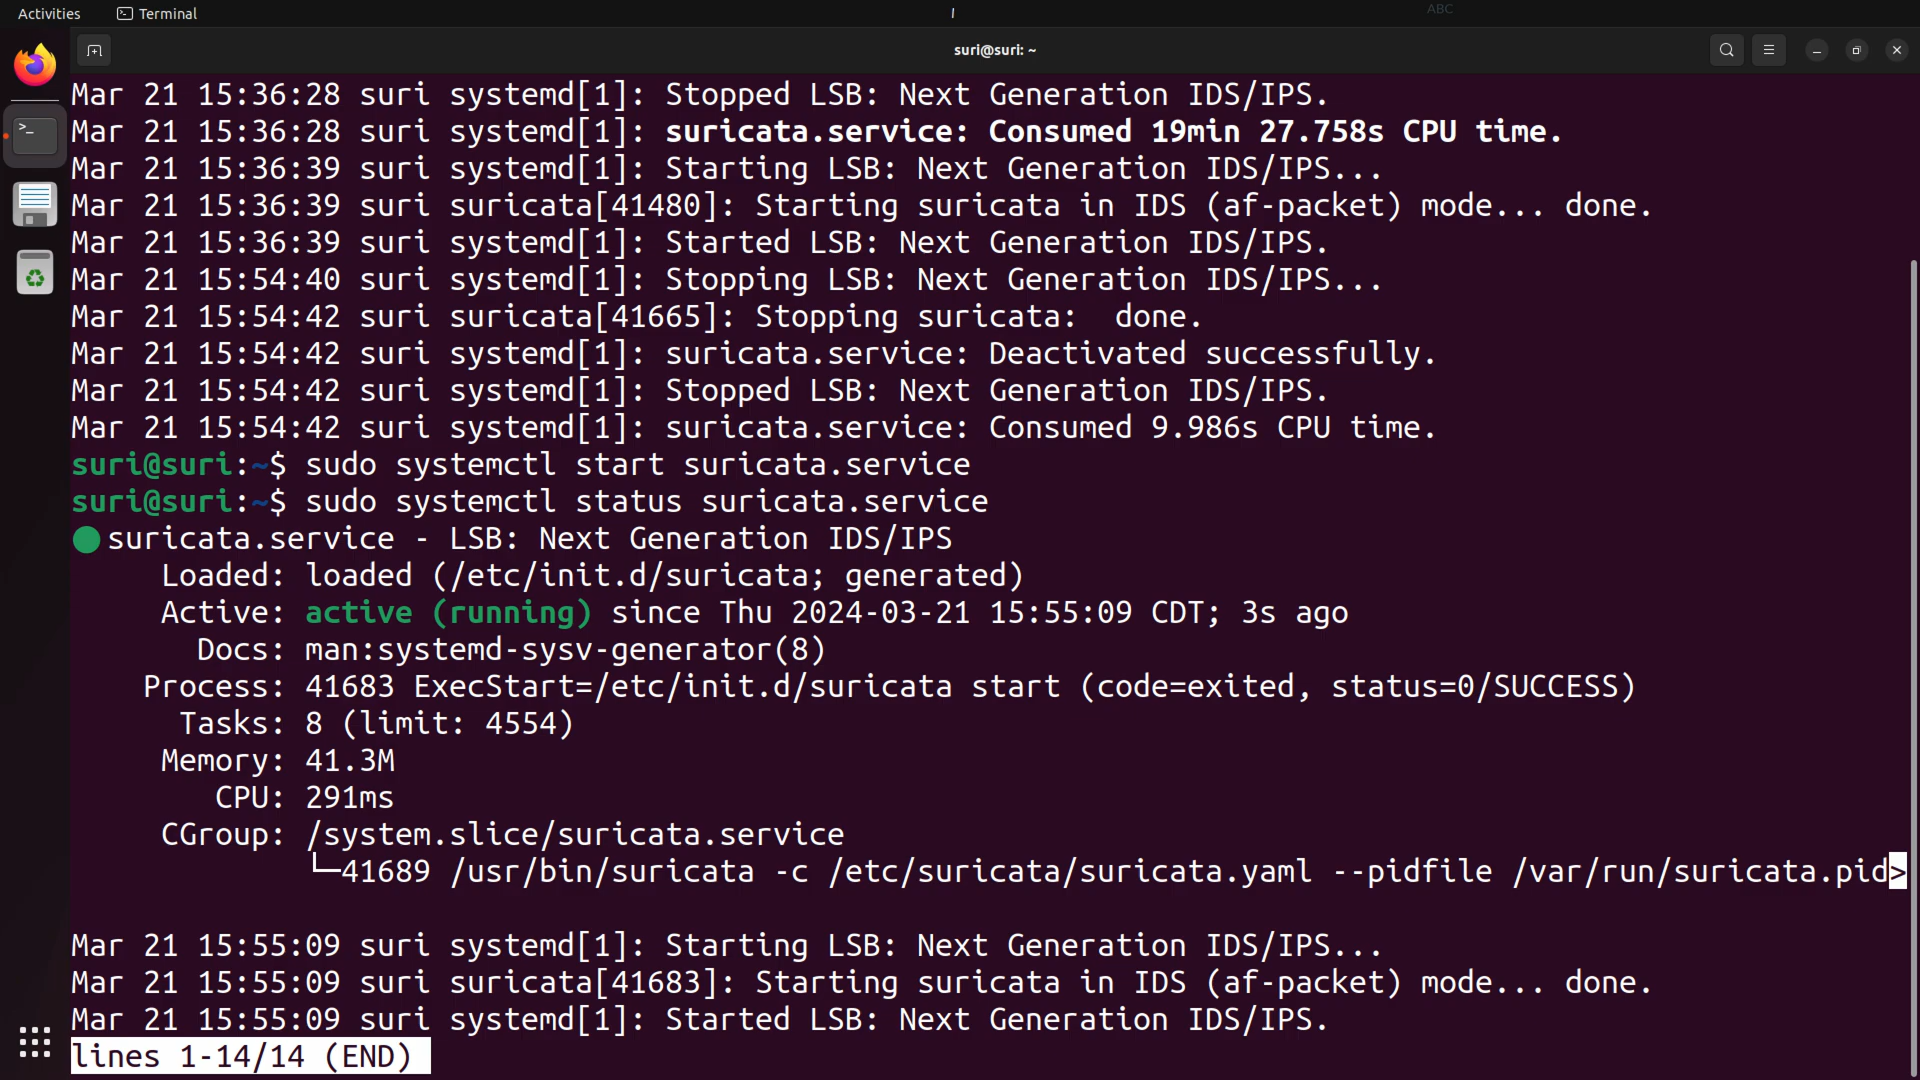 Activities
Terminal
ABC
suri@suri: ~
Mar 21 15:36:28 suri systemd[1]: Stopped LSB: Next Generation IDS/IPS.
Mar 21 15:36:28 suri systemd[1]: suricata.service: Consumed 19min 27.758s CPU time.
Mar 21 15:36:39 suri systemd[1]: Starting LSB: Next Generation IDS/IPS...
Mar 21 15:36:39 suri suricata[41480]: Starting suricata in IDS (af-packet) mode... done.
Mar 21 15:36:39 suri systemd[1]: Started LSB: Next Generation IDS/IPS.
Mar 21 15:54:40 suri systemd[1]: Stopping LSB: Next Generation IDS/IPS...
Mar 21 15:54:42 suri suricata[41665]: Stopping suricata:  done.
Mar 21 15:54:42 suri systemd[1]: suricata.service: Deactivated successfully.
Mar 21 15:54:42 suri systemd[1]: Stopped LSB: Next Generation IDS/IPS.
Mar 21 15:54:42 suri systemd[1]: suricata.service: Consumed 9.986s CPU time.
suri@suri:~$ sudo systemctl start suricata.service
suri@suri:~$ sudo systemctl status suricata.service
● suricata.service - LSB: Next Generation IDS/IPS
Loaded: loaded (/etc/init.d/suricata; generated)
Active: active (running) since Thu 2024-03-21 15:55:09 CDT; 3s ago
Docs: man:systemd-sysv-generator(8)
Process: 41683 ExecStart=/etc/init.d/suricata start (code=exited, status=0/SUCCESS)
Tasks: 8 (limit: 4554)
Memory: 41.3M
CPU: 291ms
CGroup: /system.slice/suricata.service
└─41689 /usr/bin/suricata -c /etc/suricata/suricata.yaml --pidfile /var/run/suricata.pid>
Mar 21 15:55:09 suri systemd[1]: Starting LSB: Next Generation IDS/IPS...
Mar 21 15:55:09 suri suricata[41683]: Starting suricata in IDS (af-packet) mode... done.
Mar 21 15:55:09 suri systemd[1]: Started LSB: Next Generation IDS/IPS.
lines 1-14/14 (END)